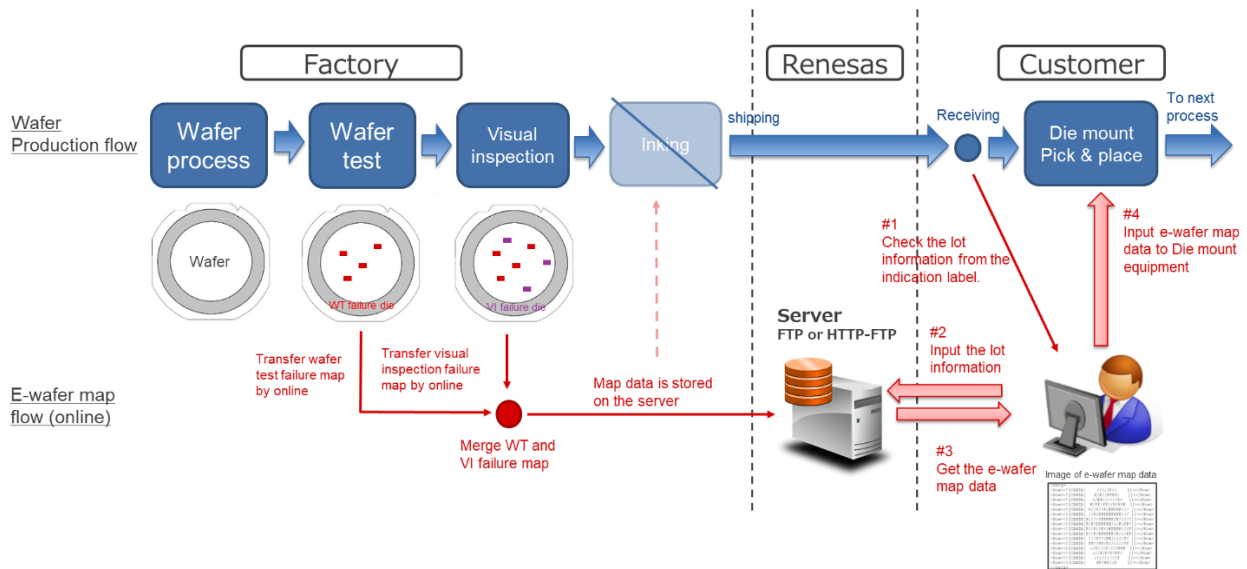 Factory
Renesas
Customer
Wafer
Production flow
Wafer
process
Wafer
test
Visual
inspection
Inking
shipping
Receiving
Die mount
Pick & place
To next
process
Wafer
WT failure die
VI failure die
#1
Check the lot
information from the
indication label.
#4
Input e-wafer map
data to Die mount
equipment
Server
FTP or HTTP-FTP
#2
Input the lot
information
Transfer wafer
test failure map
by online
Transfer visual
inspection failure
map by online
Map data is stored
on the server
E-wafer map
flow (online)
Merge WT and
VI failure map
#3
Get the e-wafer
map data
Image of e-wafer map data